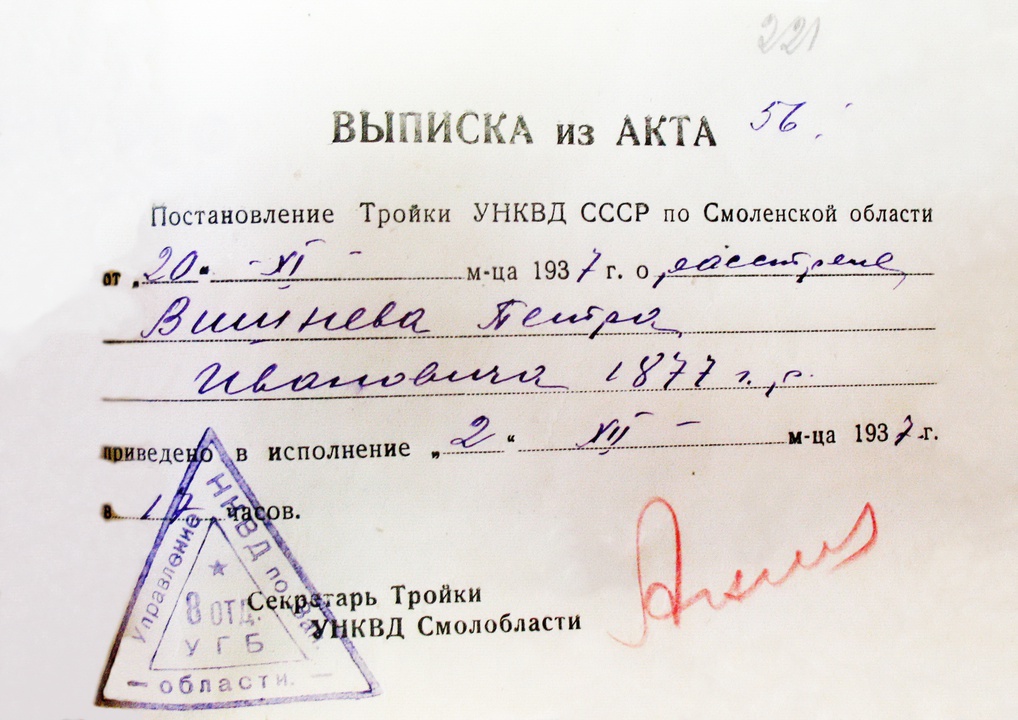 221
ВЫПИСКА из АКТА 56.
Постановление Тройки УНКВД СССР по Смоленской области
от „20“ - XI - м-ца 1937 г. о расстреле
Вишнева Петра
Ивановича 1877 г. р.
приведено в исполнение „2“ XII - м-ца 1937 г.
в 17 часов.
Секретарь Тройки
УНКВД Смолобласти
Управление НКВД по Зап.
области.
8 ОТД.
УГБ